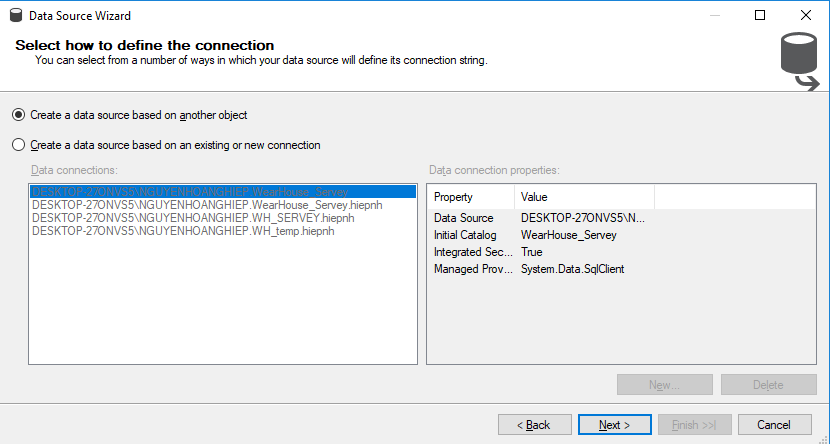 Data Source Wizard
Select how to define the connection
You can select from a number of ways in which your data source will define its connection string.
Create a data source based on another object
Create a data source based on an existing or new connection
Data connections:
DESKTOP-27ONVS5\NGUYENHOANGHIEP.WearHouse_Servey
DESKTOP-27ONVS5\NGUYENHOANGHIEP.WearHouse_Servey.hiepnh
DESKTOP-27ONVS5\NGUYENHOANGHIEP.WH_SERVEY.hiepnh
DESKTOP-27ONVS5\NGUYENHOANGHIEP.WH_temp.hiepnh
Data connection properties:
Property Value
Data Source DESKTOP-27ONVS5\N...
Initial Catalog WearHouse_Servey
Integrated Sec... True
Managed Prov... System.Data.SqlClient
New... Delete
< Back Next > Finish >>| Cancel